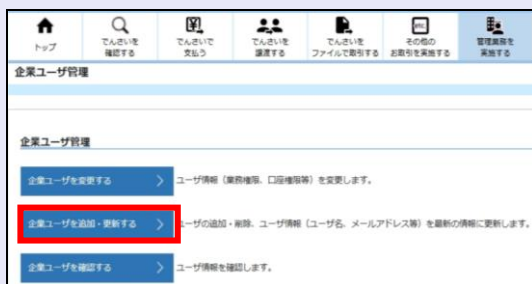 トップ
でんさいを
確認する
でんさいで
支払う
でんさいを
譲渡する
でんさいを
ファイルで取引する
その他の
お取引を実施する
管理業務を
実施する
企業ユーザ管理
企業ユーザ管理
企業ユーザを変更する
ユーザ情報（業務権限、口座権限等）を変更します。
企業ユーザを追加・更新する
ユーザの追加・削除、ユーザ情報（ユーザ名、メールアドレス等）を最新の情報に更新します。
企業ユーザを確認する
ユーザ情報を確認します。